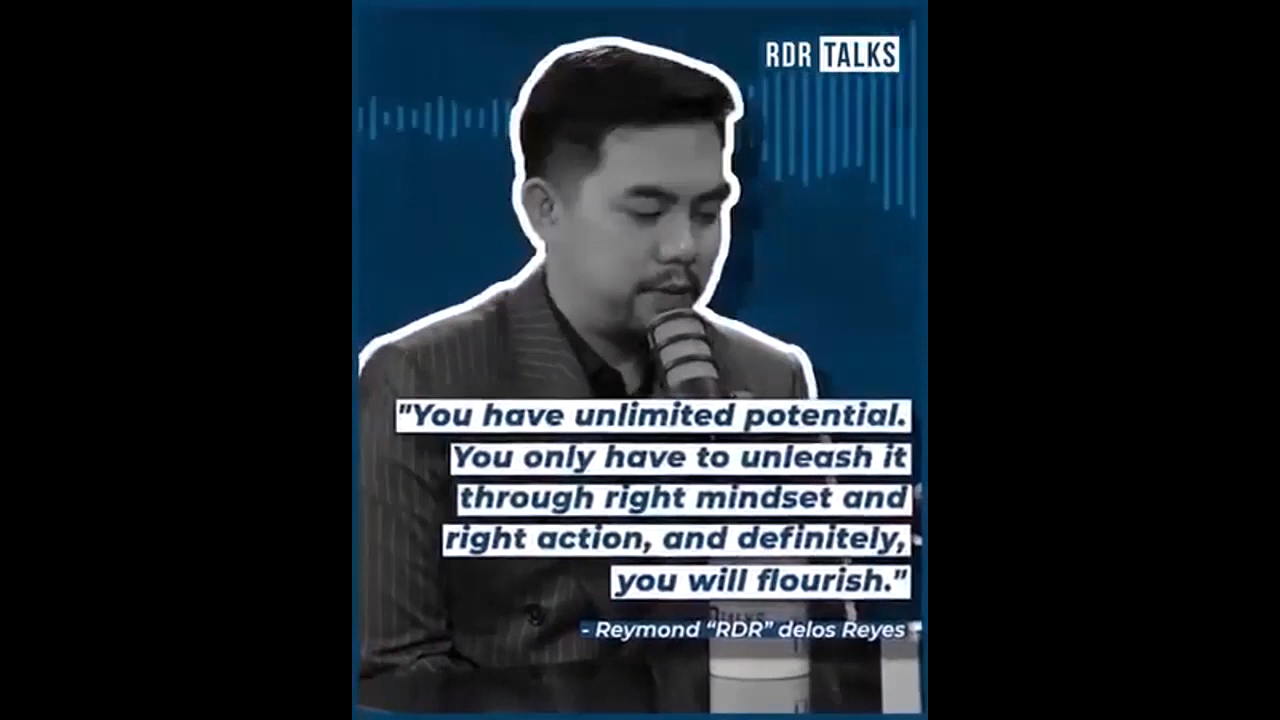 RDR TALKS
"You have unlimited potential.
You only have to unleash it
through right mindset and
right action, and definitely,
you will flourish."
- Reymond “RDR” delos Reyes